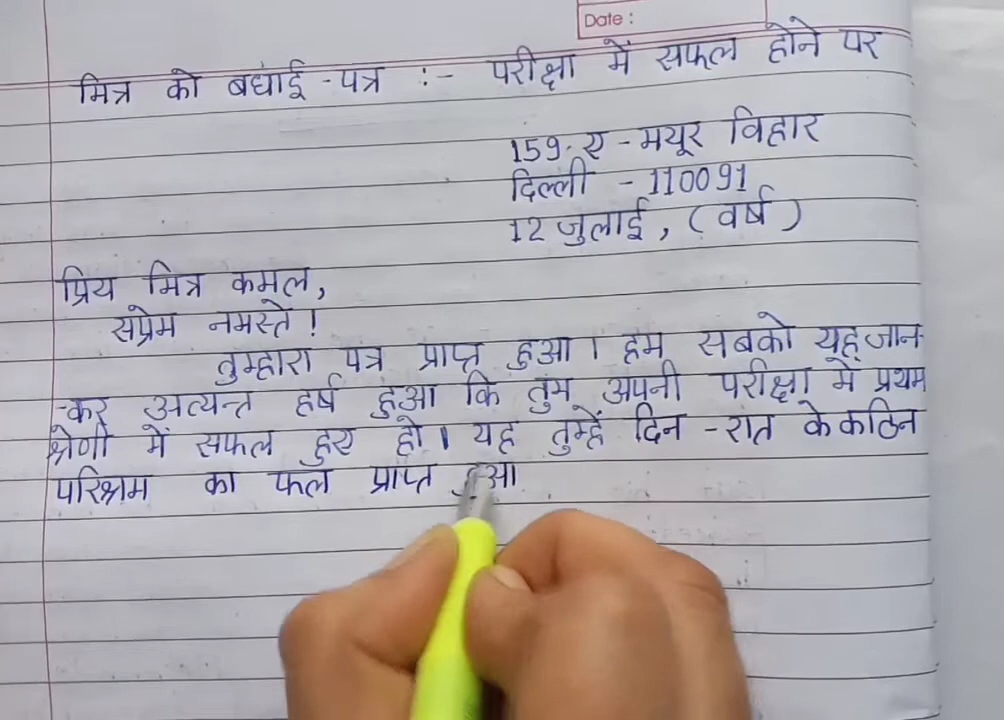 Date :
मित्र को बधाई - पत्र :- परीक्षा में सफल होने पर
159-ए - मयूर विहार
दिल्ली - 110091
12 जुलाई, (वर्ष)
प्रिय मित्र कमल,
सप्रेम नमस्ते !
तुम्हारा पत्र प्राप्त हुआ । हम सबको यह जान-
-कर अत्यन्त हर्ष हुआ कि तुम अपनी परीक्षा में प्रथम
श्रेणी में सफल हुए हो । यह तुम्हें दिन - रात के कठिन
परिश्रम का फल प्राप्त हुआ